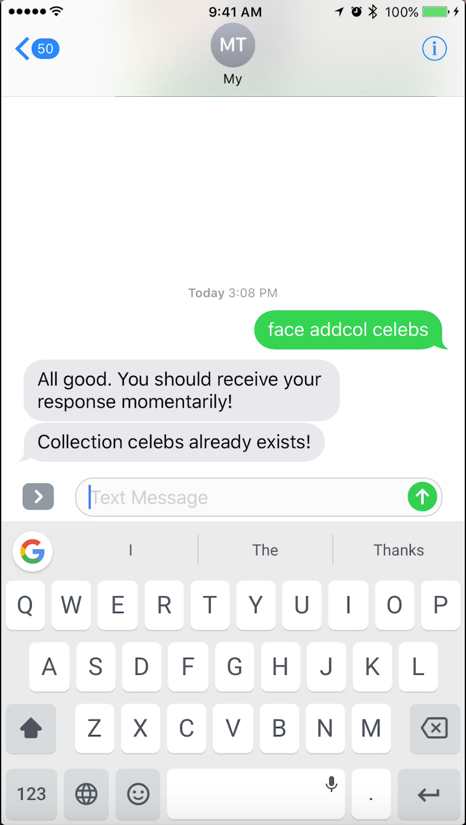 9:41 AM
100%
50
MT
My
Today 3:08 PM
face addcol celebs
All good. You should receive your
response momentarily!
Collection celebs already exists!
Text Message
G
I
The
Thanks
Q W E R T Y U I O P
A S D F G H J K L
Z X C V B N M
123
.